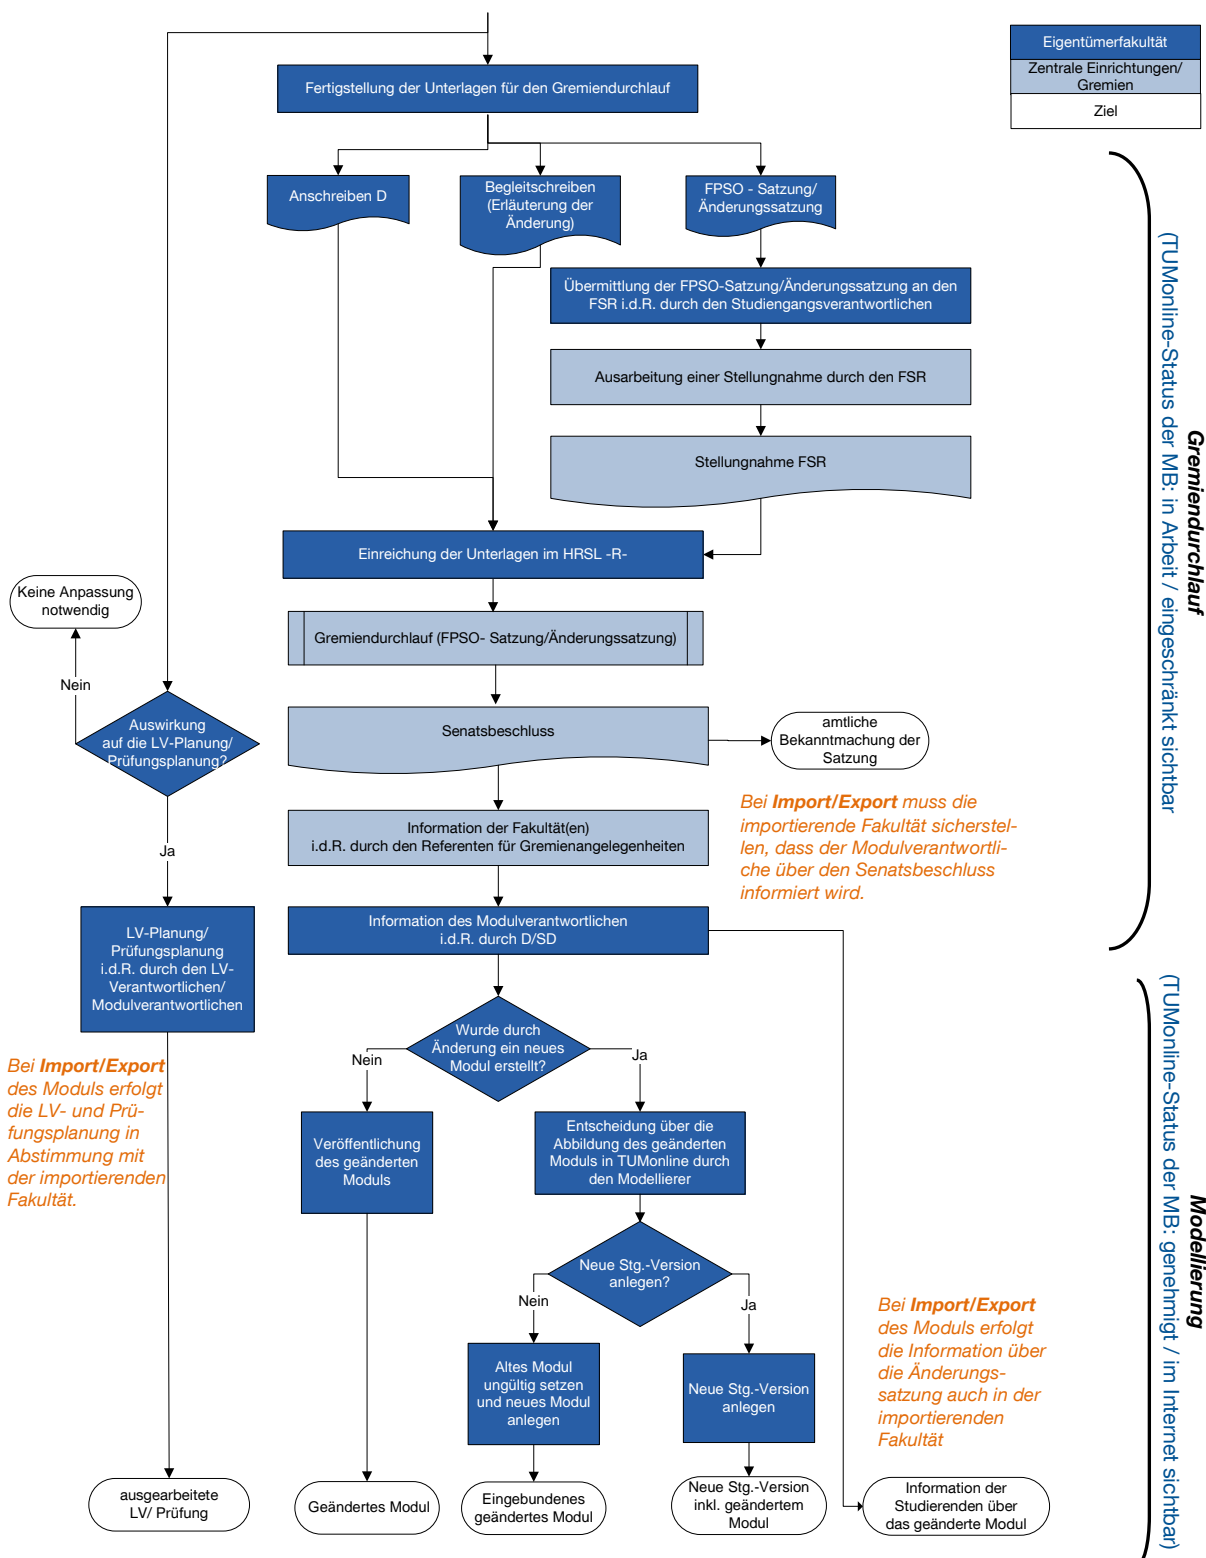 Eigentümerfakultät
Zentrale Einrichtungen/
Gremien
Ziel
Fertigstellung der Unterlagen für den Gremiendurchlauf
Anschreiben D
Begleitschreiben
(Erläuterung der
Änderung)
FPSO - Satzung/
Änderungssatzung
Übermittlung der FPSO-Satzung/Änderungssatzung an den
FSR i.d.R. durch den Studiengangsverantwortlichen
Ausarbeitung einer Stellungnahme durch den FSR
Stellungnahme FSR
Einreichung der Unterlagen im HRSL -R-
Gremiendurchlauf (FPSO- Satzung/Änderungssatzung)
Senatsbeschluss
amtliche
Bekanntmachung der
Satzung
Keine Anpassung
notwendig
Nein
Auswirkung
auf die LV-Planung/
Prüfungsplanung?
Ja
Bei Import/Export muss die
importierende Fakultät sicherstel-
len, dass der Modulverantwortli-
che über den Senatsbeschluss
informiert wird.
Information der Fakultät(en)
i.d.R. durch den Referenten für Gremienangelegenheiten
Information des Modulverantwortlichen
i.d.R. durch D/SD
LV-Planung/
Prüfungsplanung
i.d.R. durch den LV-
Verantwortlichen/
Modulverantwortlichen
Bei Import/Export
des Moduls erfolgt
die LV- und Prü-
fungsplanung in
Abstimmung mit
der importierenden
Fakultät.
Wurde durch
Änderung ein neues
Modul erstellt?
Nein
Ja
Veröffentlichung
des geänderten
Moduls
Entscheidung über die
Abbildung des geänderten
Moduls in TUMonline durch
den Modellierer
Neue Stg.-Version
anlegen?
Nein
Ja
Altes Modul
ungültig setzen
und neues Modul
anlegen
Neue Stg.-Version
anlegen
Bei Import/Export
des Moduls erfolgt
die Information über
die Änderungs-
satzung auch in der
importierenden
Fakultät
ausgearbeitete
LV/ Prüfung
Geändertes Modul
Eingebundenes
geändertes Modul
Neue Stg.-Version
inkl. geändertem
Modul
Information der
Studierenden über
das geänderte Modul
Gremiendurchlauf
(TUMonline-Status der MB: in Arbeit / eingeschränkt sichtbar
Modellierung
(TUMonline-Status der MB: genehmigt / im Internet sichtbar)